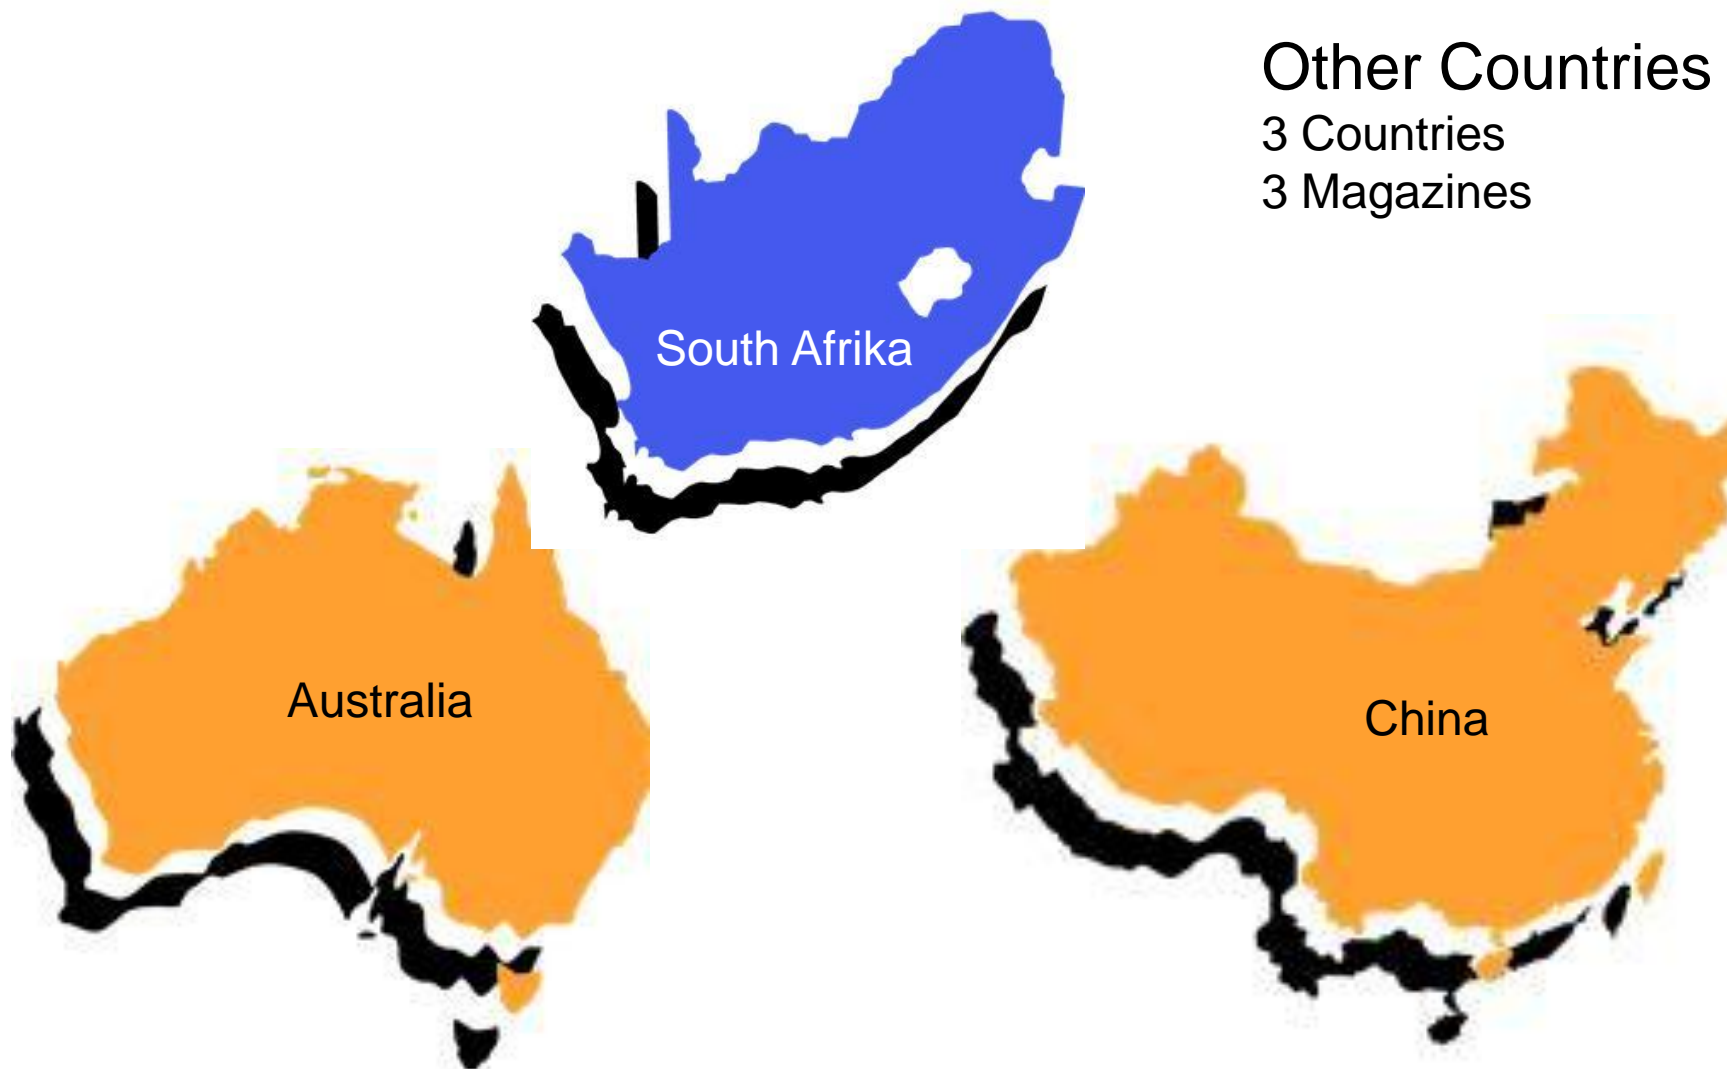 Other Countries
3 Countries
3 Magazines
South Afrika
Australia
China